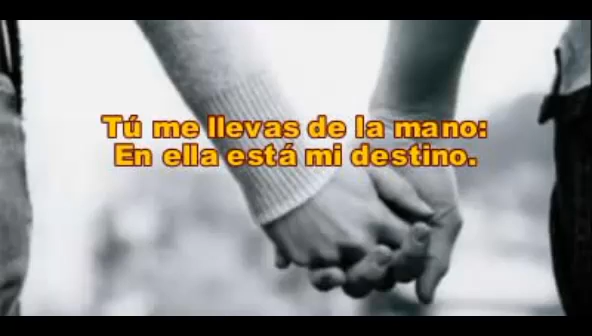 Tú me llevas de la mano:
En ella está mi destino.